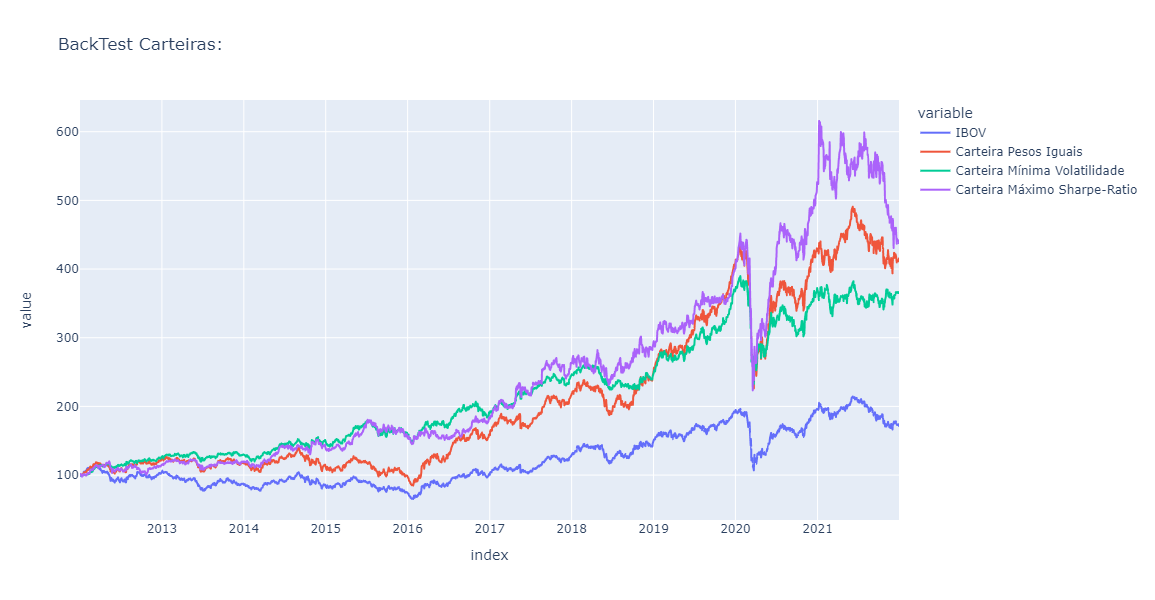 BackTest Carteiras:
variable
IBOV
Carteira Pesos Iguais
Carteira Mínima Volatilidade
Carteira Máximo Sharpe-Ratio
value
600
500
400
300
200
100
2013 2014 2015 2016 2017 2018 2019 2020 2021
index